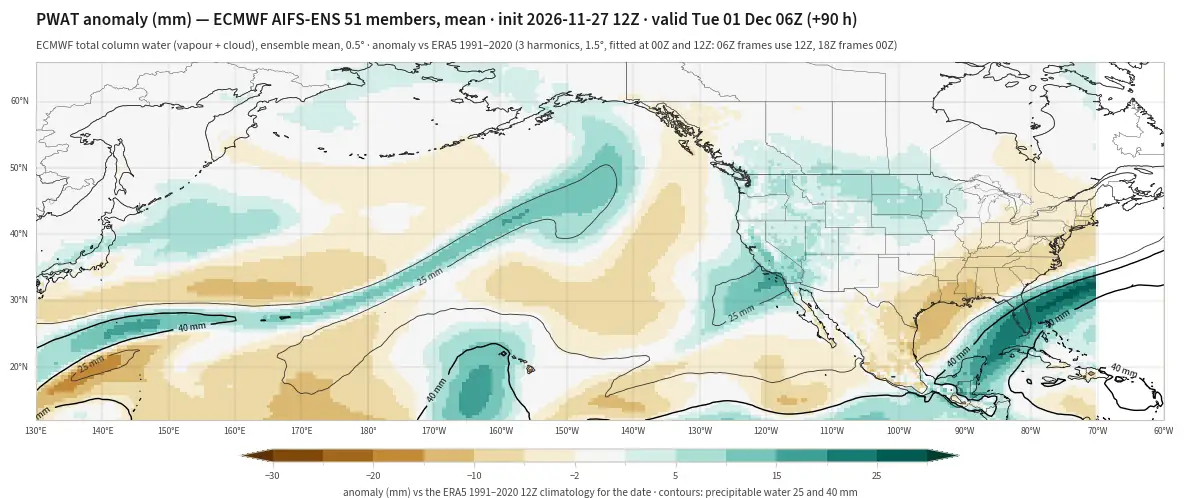 PWAT anomaly (mm) — ECMWF AIFS-ENS 51 members, mean · init 2026-11-27 12Z · valid Tue 01 Dec 06Z (+90 h)
ECMWF total column water (vapour + cloud), ensemble mean, 0.5° · anomaly vs ERA5 1991–2020 (3 harmonics, 1.5°, fitted at 00Z and 12Z: 06Z frames use 12Z, 18Z frames 00Z)
60°N
50°N
40°N
30°N
20°N
25 mm
40 mm
25 mm
mm
40 mm
25 mm
40 mm
40 mm
130°E 140°E 150°E 160°E 170°E 180° 170°W 160°W 150°W 140°W 130°W 120°W 110°W 100°W 90°W 80°W 70°W 60°W
−30 −20 −10 −2 5 15 25
anomaly (mm) vs the ERA5 1991–2020 12Z climatology for the date · contours: precipitable water 25 and 40 mm